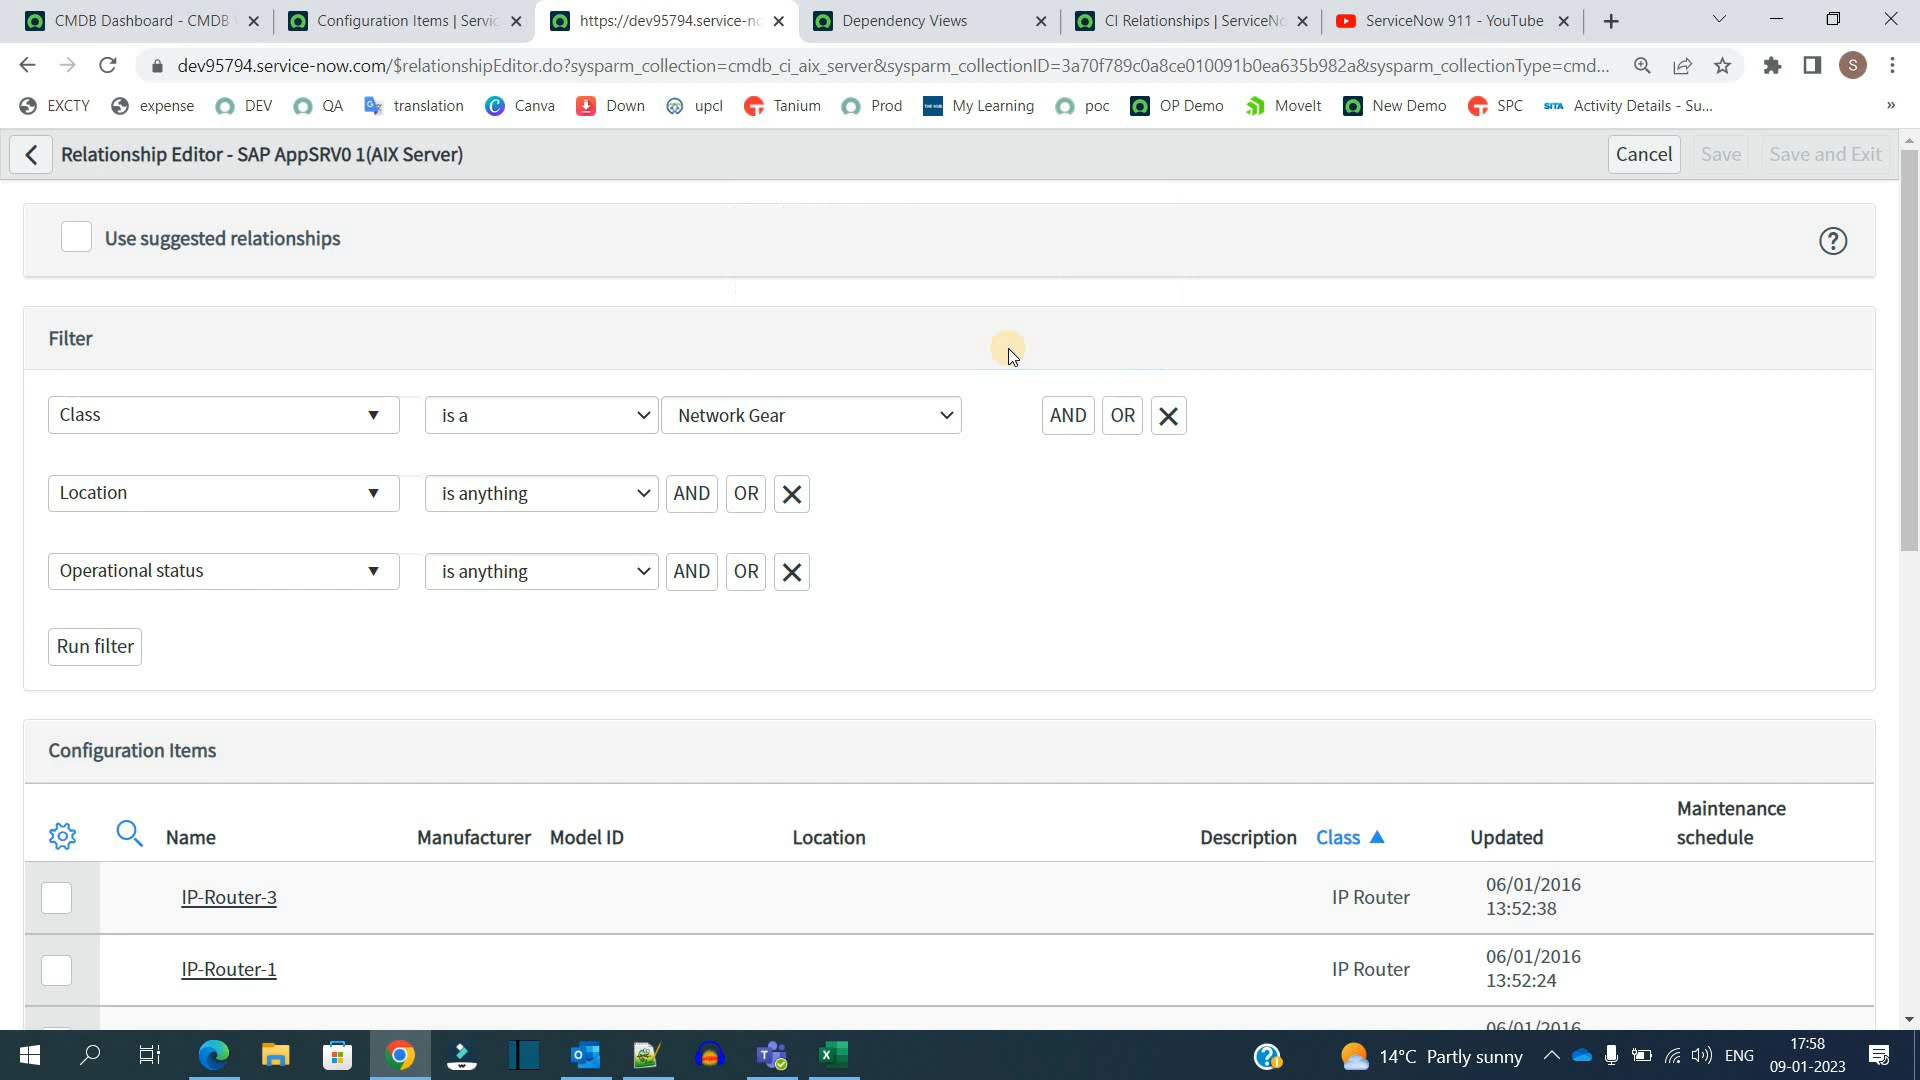 CMDB Dashboard - CMDB
Configuration Items | Servic
https://dev95794.service-n
Dependency Views
CI Relationships | ServiceN
ServiceNow 911 - YouTube
dev95794.service-now.com/$relationshipEditor.do?sysparm_collection=cmdb_ci_aix_server&sysparm_collectionID=3a70f789c0a8ce010091b0ea635b982a&sysparm_collectionType=cmd...
S
EXCTY
expense
DEV
QA
translation
Canva
Down
upcl
Tanium
Prod
My Learning
poc
OP Demo
MoveIt
New Demo
SPC
SITA
Activity Details - Su...
»
Relationship Editor - SAP AppSRV0 1(AIX Server)
Cancel
Save
Save and Exit
Use suggested relationships
?
Filter
Class
is a
Network Gear
AND
OR
Location
is anything
AND
OR
Operational status
is anything
AND
OR
Run filter
Configuration Items
Name
Manufacturer
Model ID
Location
Description
Class
Updated
Maintenance
schedule
IP-Router-3
IP Router
06/01/2016
13:52:38
IP-Router-1
IP Router
06/01/2016
13:52:24
06/01/2016
14°C Partly sunny
ENG
17:58
09-01-2023